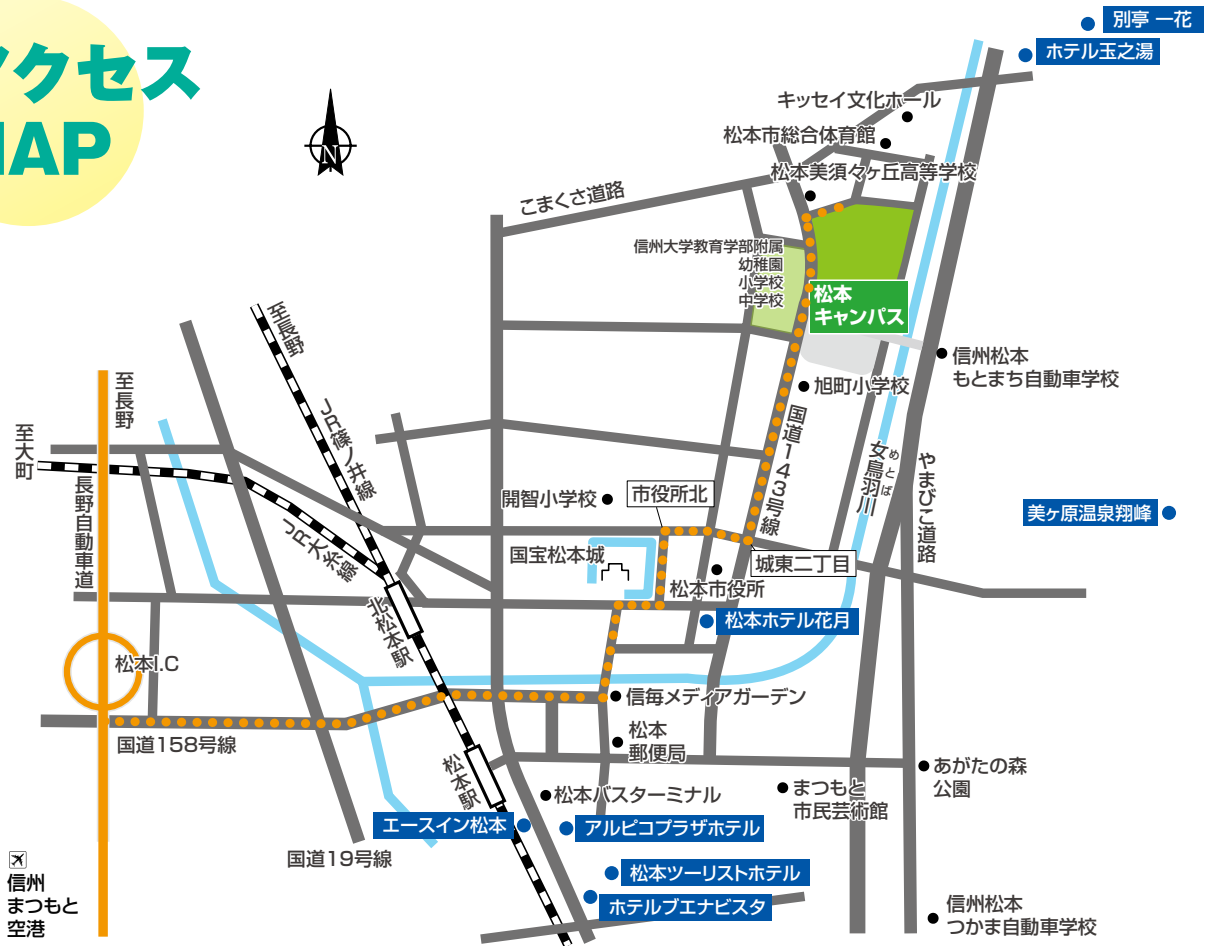 アクセス
MAP
N
別亭 一花
ホテル玉之湯
キッセイ文化ホール
松本市総合体育館
松本美須々ヶ丘高等学校
こまくさ道路
信州大学教育学部附属
幼稚園
小学校
中学校
松本
キャンパス
至長野
至長野
至大町
JR篠ノ井線
信州松本
もとまち自動車学校
旭町小学校
国道143号線
女鳥羽川
めとば
やまびこ道路
長野自動車道
JR大糸線
開智小学校
市役所北
美ヶ原温泉翔峰
国宝松本城
城東二丁目
松本市役所
北松本駅
松本ホテル花月
松本I.C
信毎メディアガーデン
国道158号線
松本
郵便局
松本駅
あがたの森
公園
松本バスターミナル
まつもと
市民芸術館
エースイン松本
アルピコプラザホテル
国道19号線
松本ツーリストホテル
信州
まつもと
空港
ホテルブエナビスタ
信州松本
つかま自動車学校